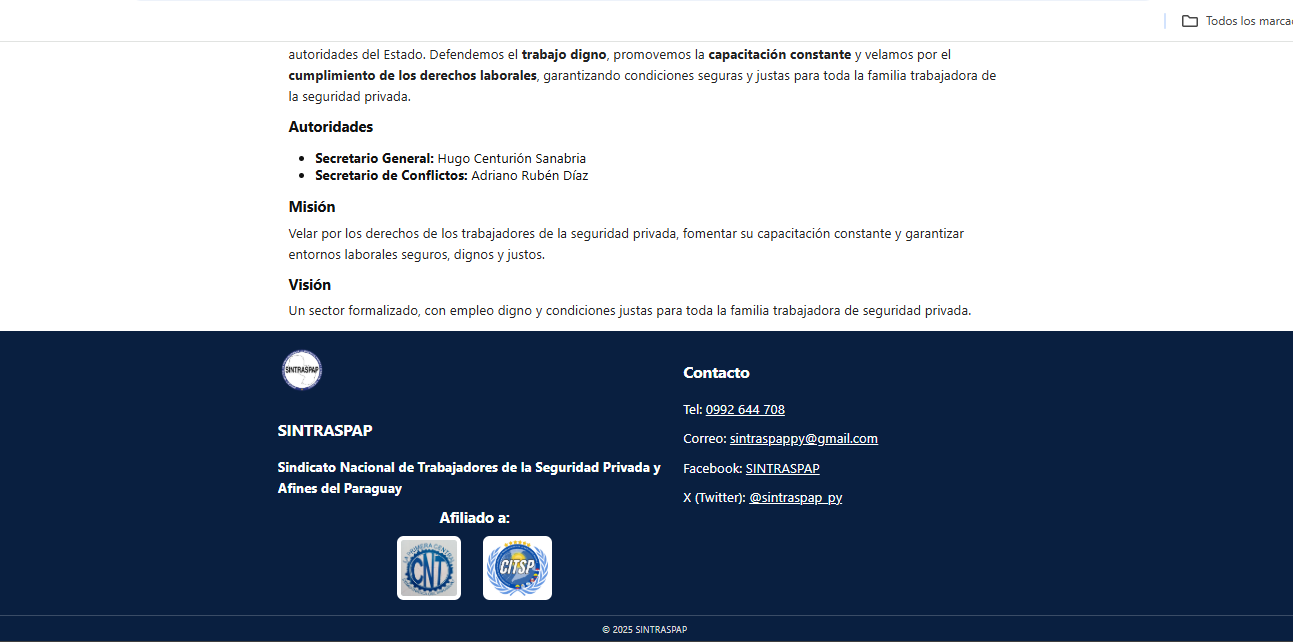 Todos los marca
autoridades del Estado. Defendemos el trabajo digno, promovemos la capacitación constante y velamos por el
cumplimiento de los derechos laborales, garantizando condiciones seguras y justas para toda la familia trabajadora de
la seguridad privada.
Autoridades
• Secretario General: Hugo Centurión Sanabria
• Secretario de Conflictos: Adriano Rubén Díaz
Misión
Velar por los derechos de los trabajadores de la seguridad privada, fomentar su capacitación constante y garantizar
entornos laborales seguros, dignos y justos.
Visión
Un sector formalizado, con empleo digno y condiciones justas para toda la familia trabajadora de seguridad privada.
SINTRASPAP
SINTRASPAP
Sindicato Nacional de Trabajadores de la Seguridad Privada y
Afines del Paraguay
Afiliado a:
LA PRIMERA CENTRAL
CNT
CITSP
Contacto
Tel: 0992 644 708
Correo: sintraspappy@gmail.com
Facebook: SINTRASPAP
X (Twitter): @sintraspap_py
© 2025 SINTRASPAP